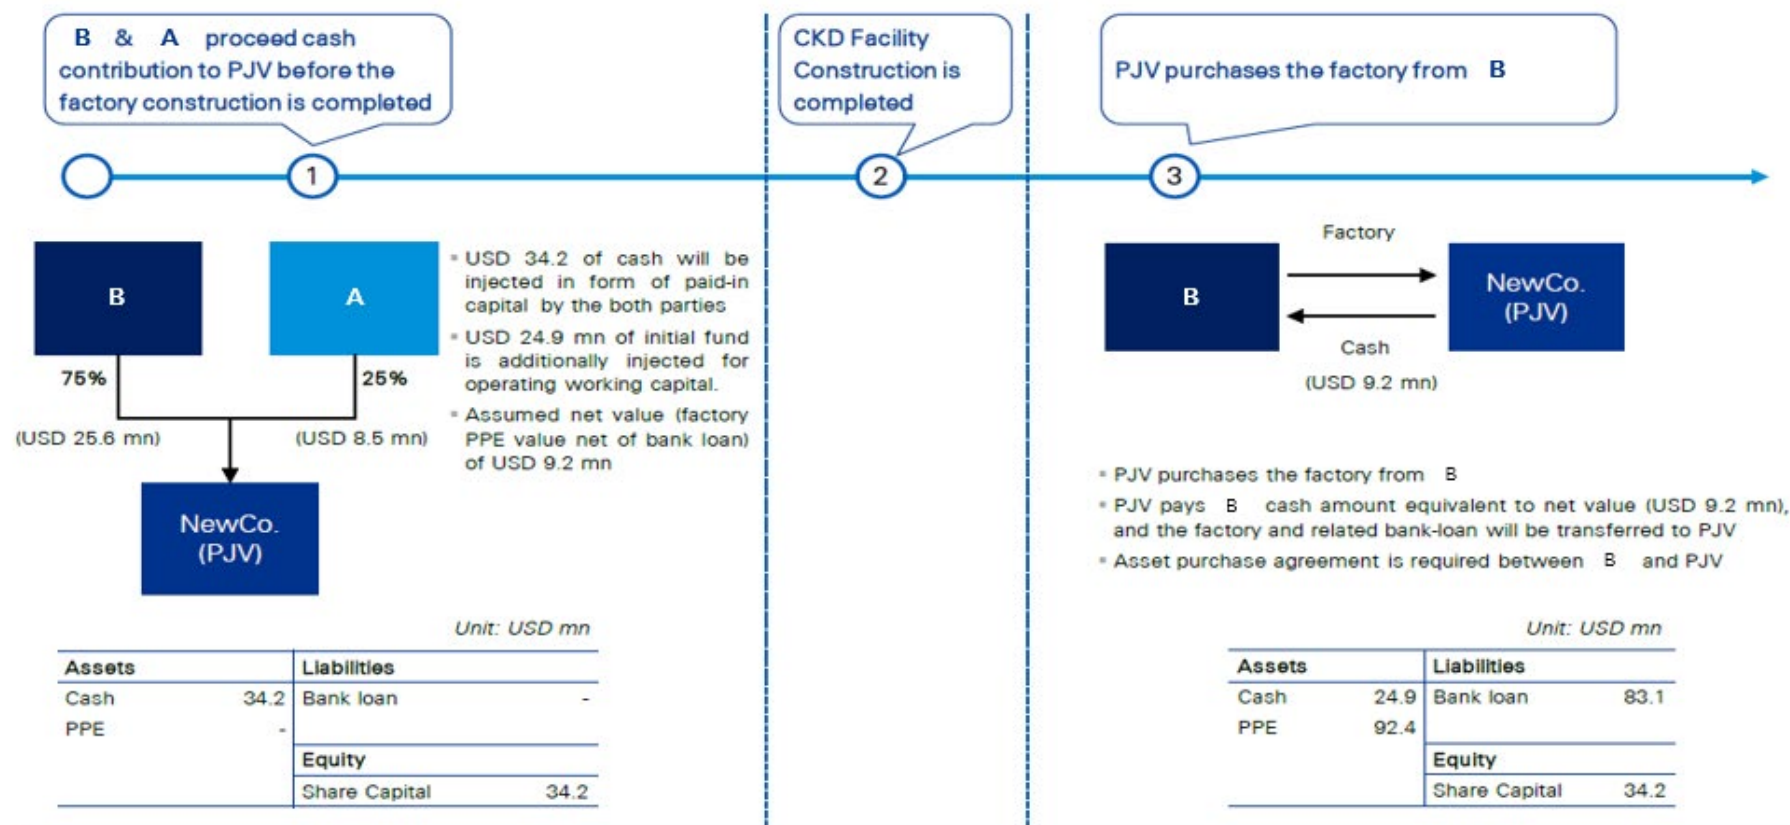 B & A proceed cash
contribution to PJV before the
factory construction is completed
CKD Facility
Construction is
completed
PJV purchases the factory from B
1
2
3
B
A
75%
25%
(USD 25.6 mn)
(USD 8.5 mn)
NewCo.
(PJV)
▪ USD 34.2 of cash will be
injected in form of paid-in
capital by the both parties
▪ USD 24.9 mn of initial fund
is additionally injected for
operating working capital.
▪ Assumed net value (factory
PPE value net of bank loan)
of USD 9.2 mn
Unit: USD mn
Assets Liabilities
Cash 34.2 Bank loan -
PPE -
Equity
Share Capital 34.2
B
Factory
Cash
(USD 9.2 mn)
NewCo.
(PJV)
▪ PJV purchases the factory from B
▪ PJV pays B cash amount equivalent to net value (USD 9.2 mn),
and the factory and related bank-loan will be transferred to PJV
▪ Asset purchase agreement is required between B and PJV
Unit: USD mn
Assets Liabilities
Cash 24.9 Bank loan 83.1
PPE 92.4
Equity
Share Capital 34.2